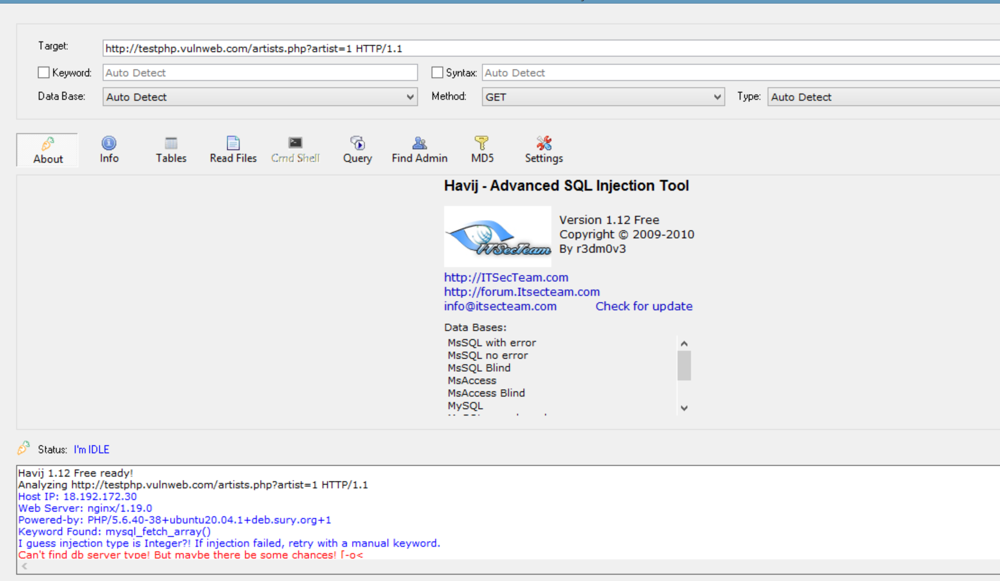 Target: http://testphp.vulnweb.com/artists.php?artist=1 HTTP/1.1
Keyword: Auto Detect Syntax: Auto Detect
Data Base: Auto Detect Method: GET Type: Auto Detect
About Info Tables Read Files Cmd Shell Query Find Admin MD5 Settings
Havij - Advanced SQL Injection Tool
ITSecTeam
Version 1.12 Free
Copyright © 2009-2010
By r3dm0v3
http://ITSecTeam.com
http://forum.Itsecteam.com
info@itsecteam.com Check for update
Data Bases:
MsSQL with error
MsSQL no error
MsSQL Blind
MsAccess
MsAccess Blind
MySQL
Status: I'm IDLE
Havij 1.12 Free ready!
Analyzing http://testphp.vulnweb.com/artists.php?artist=1 HTTP/1.1
Host IP: 18.192.172.30
Web Server: nginx/1.19.0
Powered-by: PHP/5.6.40-38+ubuntu20.04.1+deb.sury.org+1
Keyword Found: mysql_fetch_array()
I guess injection type is Integer?! If injection failed, retry with a manual keyword.
Can't find db server type! But maybe there be some chances! [-o<